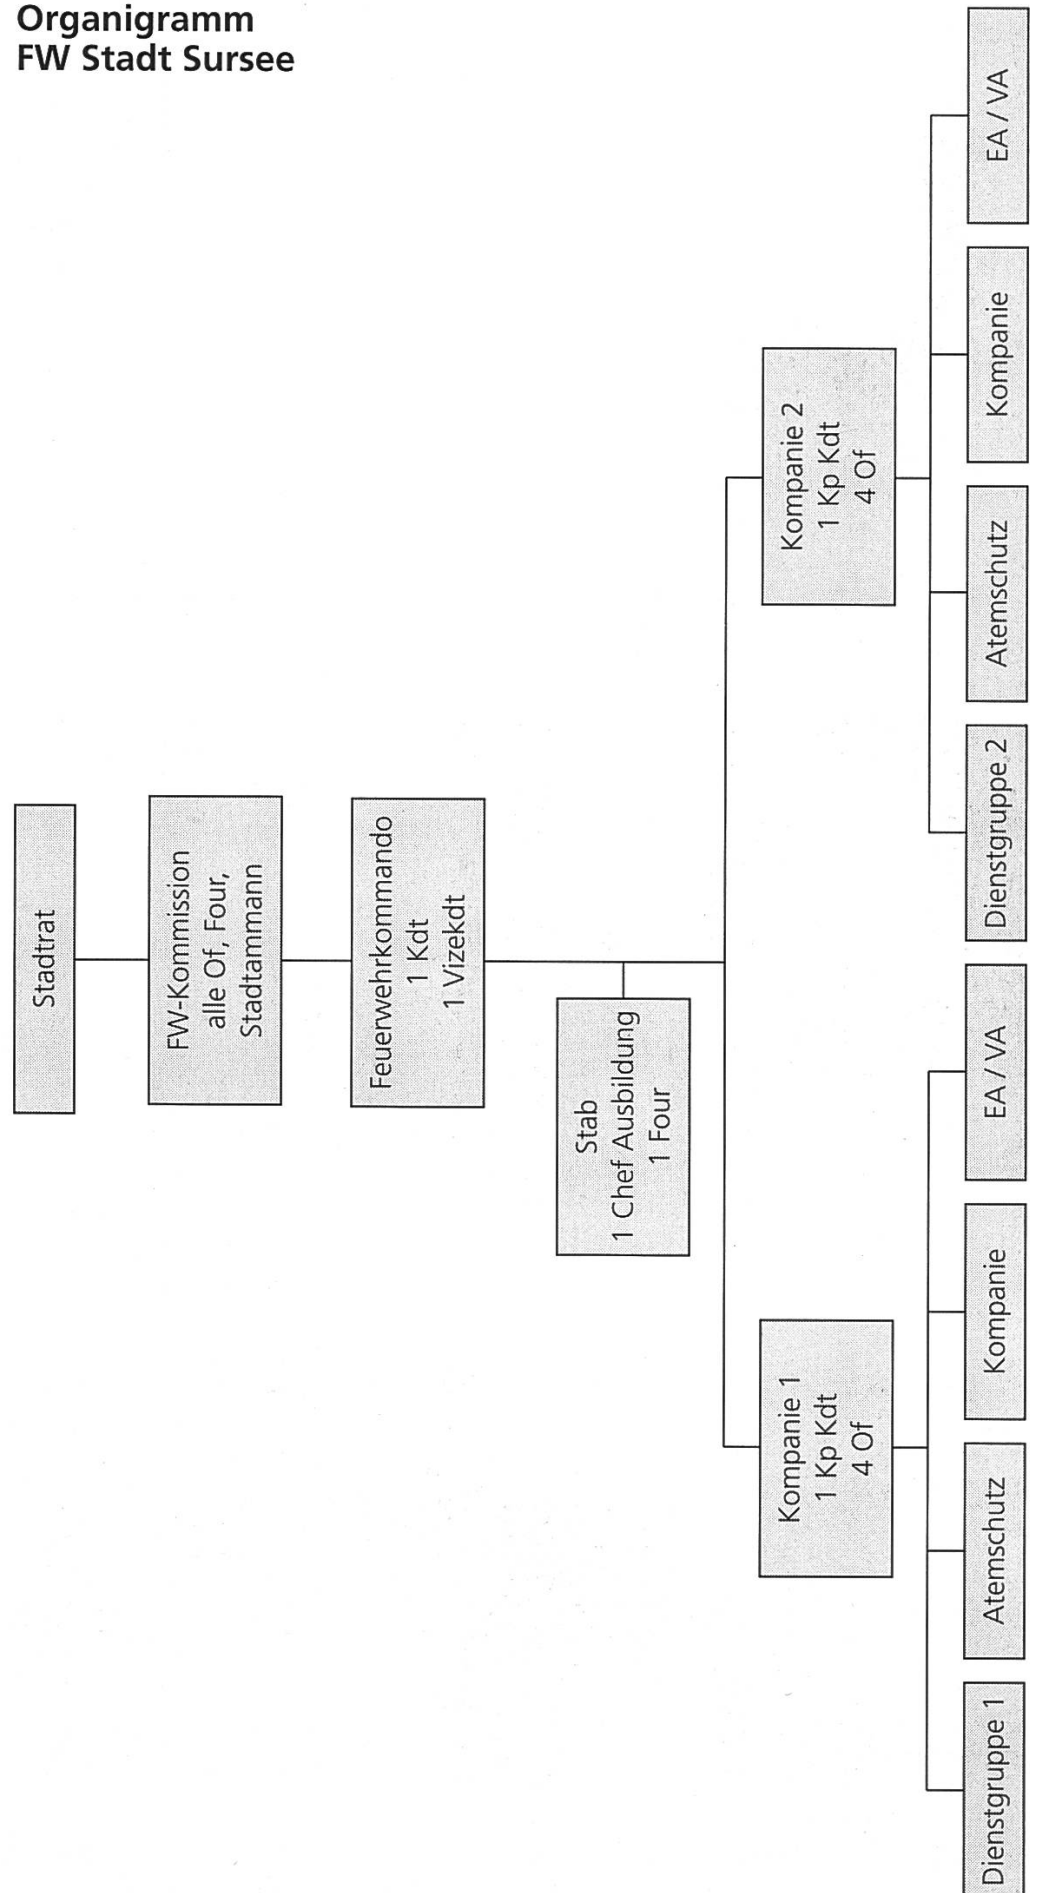 Organigramm
FW Stadt Sursee
Stadtrat
FW-Kommission
alle Of, Four,
Stadtammann
Feuerwehrkommando
1 Kdt
1 Vizekdt
Stab
1 Chef Ausbildung
1 Four
Kompanie 1
1 Kp Kdt
4 Of
Kompanie 2
1 Kp Kdt
4 Of
Dienstgruppe 1
Atemschutz
Kompanie
EA / VA
Dienstgruppe 2
Atemschutz
Kompanie
EA / VA